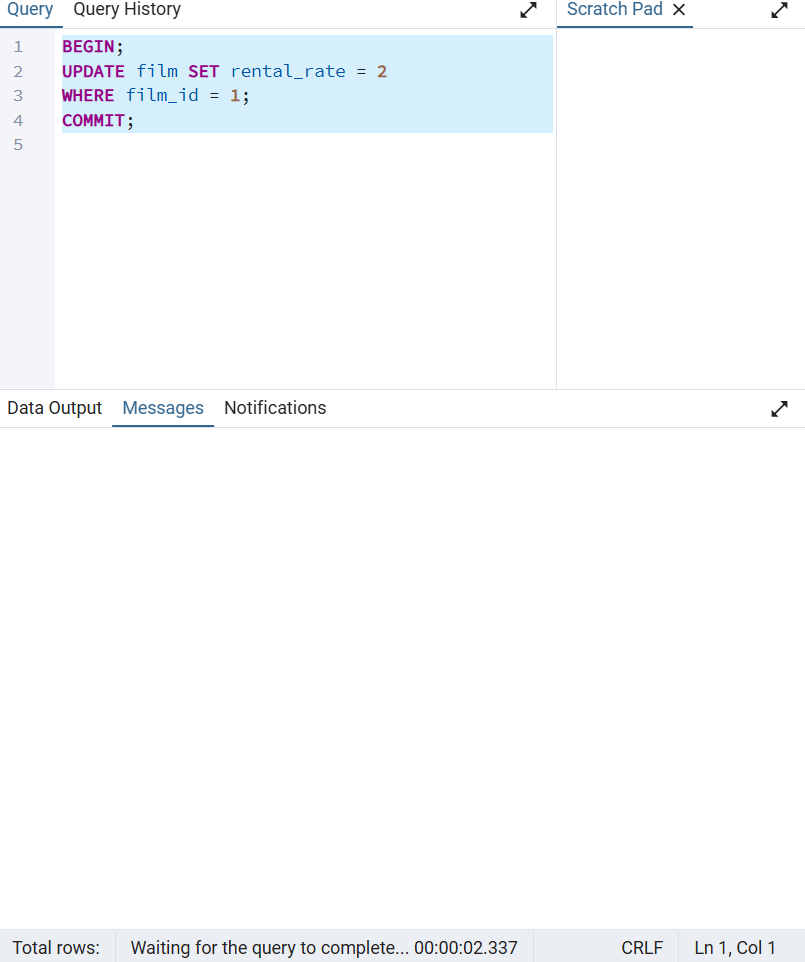 Query Query History Scratch Pad
1 BEGIN;
2 UPDATE film SET rental_rate = 2
3 WHERE film_id = 1;
4 COMMIT;
5
Data Output Messages Notifications
Total rows: Waiting for the query to complete... 00:00:02.337 CRLF Ln 1, Col 1